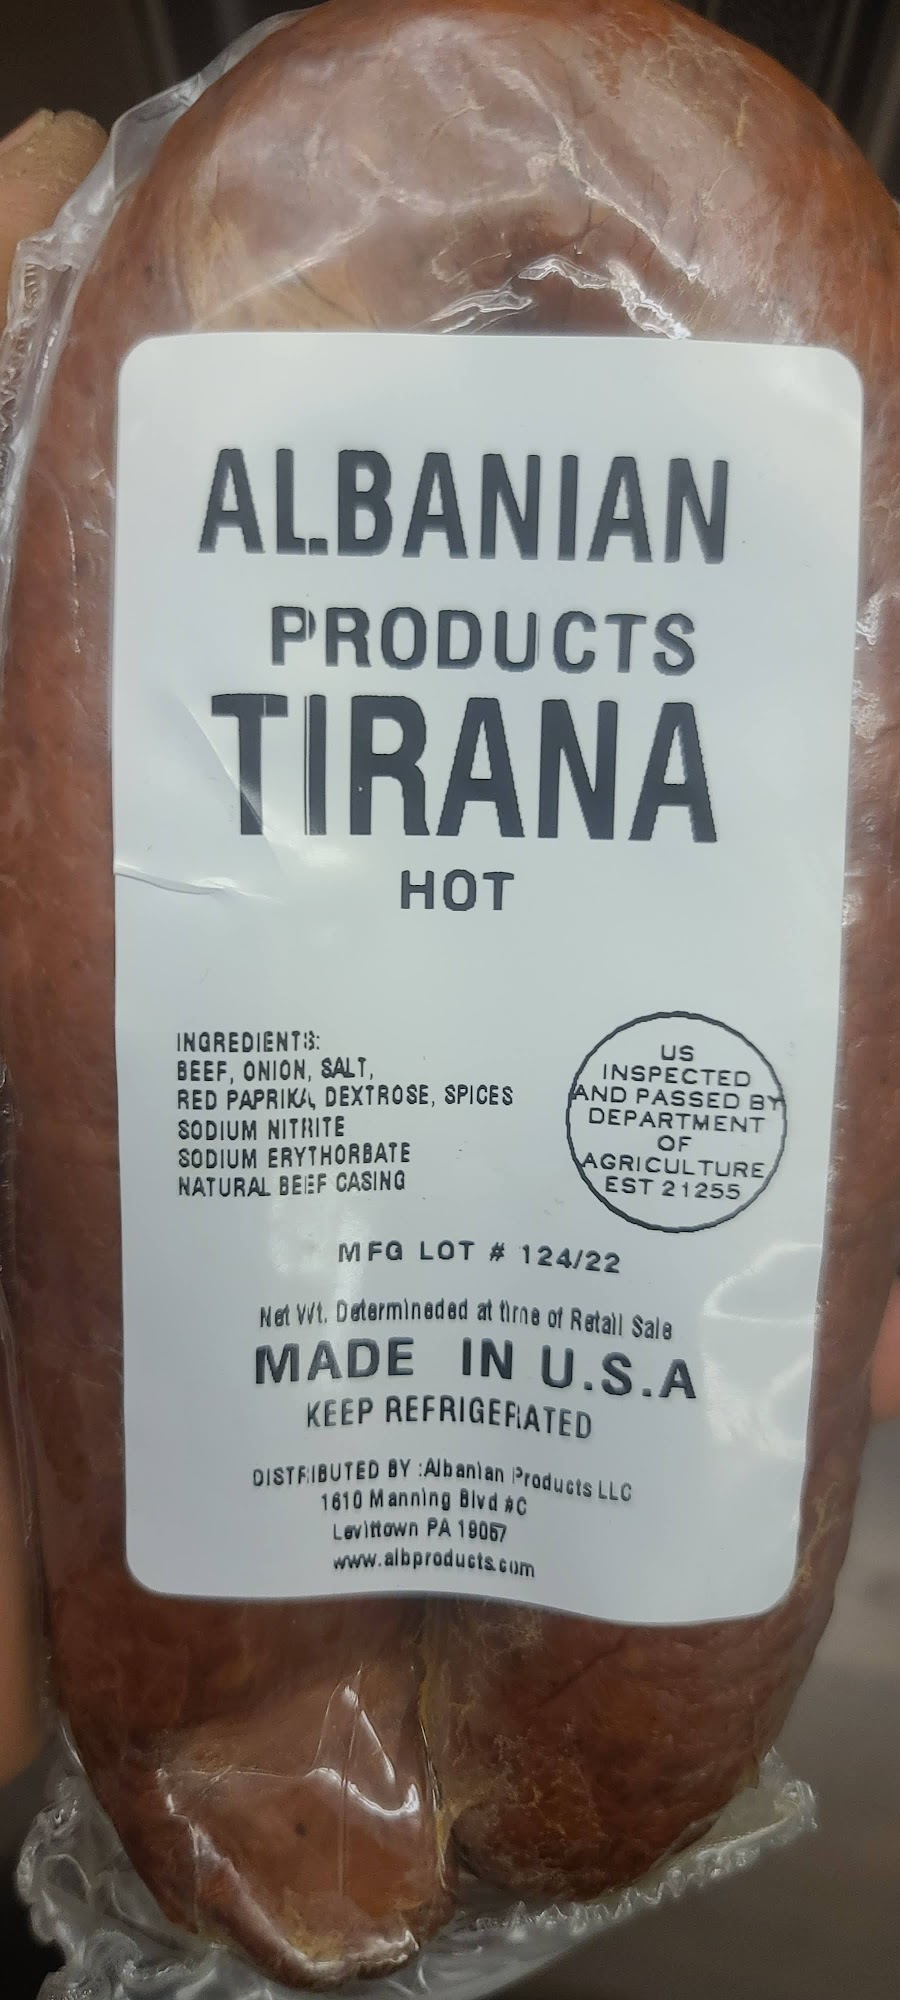 ALBANIAN
PRODUCTS
TIRANA
HOT
INGREDIENTS:
BEEF, ONION, SALT,
RED PAPRIKA, DEXTROSE, SPICES
SODIUM NITRITE
SODIUM ERYTHORBATE
NATURAL BEEF CASING
US
INSPECTED
AND PASSED BY
DEPARTMENT
OF
AGRICULTURE
EST 21255
MFG LOT # 124/22
Net Wt. Determineded at time of Retail Sale
MADE IN U.S.A
KEEP REFRIGERATED
DISTRIBUTED BY :Albanian Products LLC
1610 Manning Blvd #C
Levittown PA 19057
www.albproducts.com